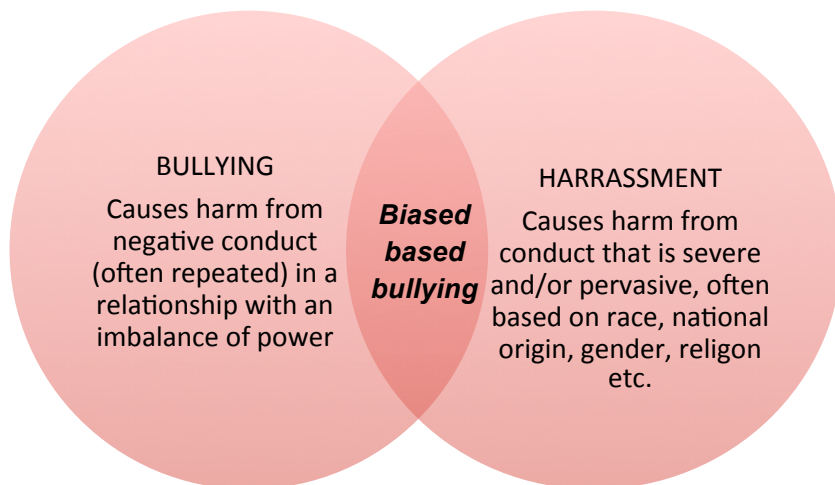 BULLYING
Causes harm from
negative conduct
(often repeated) in a
relationship with an
imbalance of power
Biased
based
bullying
HARRASSMENT
Causes harm from
conduct that is severe
and/or pervasive, often
based on race, national
origin, gender, religon
etc.